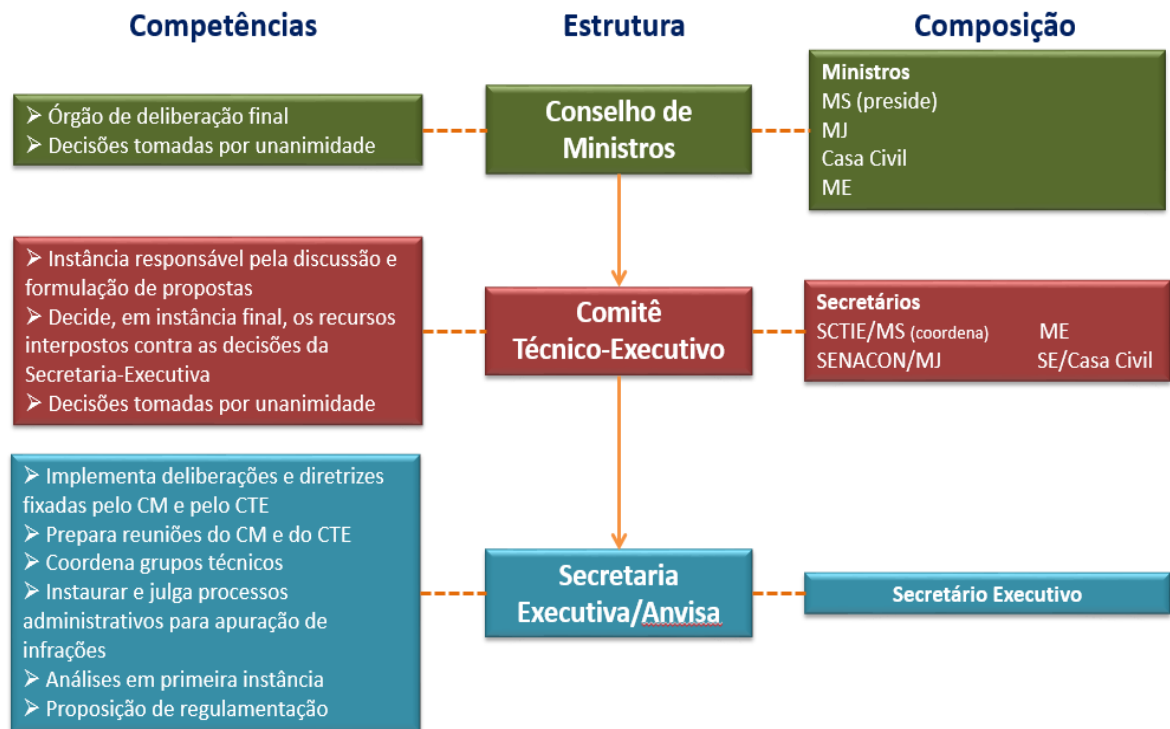 Competências
Estrutura
Composição
➢ Órgão de deliberação final
➢ Decisões tomadas por unanimidade
Conselho de
Ministros
Ministros
MS (preside)
MJ
Casa Civil
ME
➢ Instância responsável pela discussão e
formulação de propostas
➢ Decide, em instância final, os recursos
interpostos contra as decisões da
Secretaria-Executiva
➢ Decisões tomadas por unanimidade
Comitê
Técnico-Executivo
Secretários
SCTIE/MS (coordena) ME
SENACON/MJ SE/Casa Civil
➢ Implementa deliberações e diretrizes
fixadas pelo CM e pelo CTE
➢ Prepara reuniões do CM e do CTE
➢ Coordena grupos técnicos
➢ Instaurar e julga processos
administrativos para apuração de
infrações
➢ Análises em primeira instância
➢ Proposição de regulamentação
Secretaria
Executiva/Anvisa
Secretário Executivo